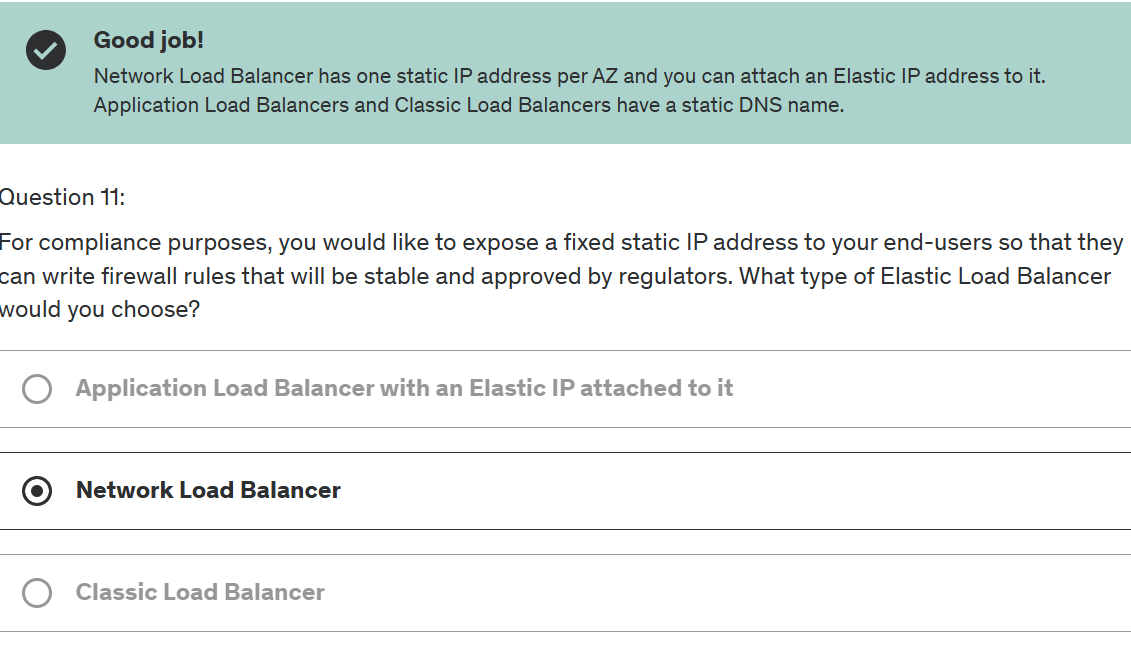 Good job!
Network Load Balancer has one static IP address per AZ and you can attach an Elastic IP address to it.
Application Load Balancers and Classic Load Balancers have a static DNS name.
Question 11:
For compliance purposes, you would like to expose a fixed static IP address to your end-users so that they
can write firewall rules that will be stable and approved by regulators. What type of Elastic Load Balancer
would you choose?
Application Load Balancer with an Elastic IP attached to it
Network Load Balancer
Classic Load Balancer